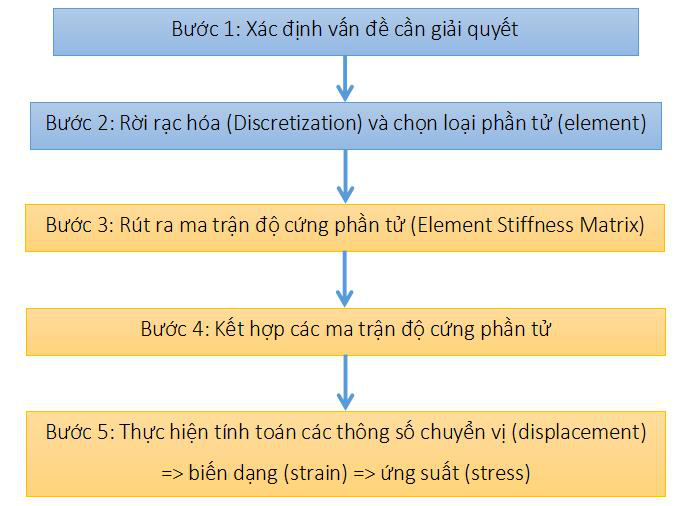 Bước 1: Xác định vấn đề cần giải quyết
Bước 2: Rời rạc hóa (Discretization) và chọn loại phần tử (element)
Bước 3: Rút ra ma trận độ cứng phần tử (Element Stiffness Matrix)
Bước 4: Kết hợp các ma trận độ cứng phần tử
Bước 5: Thực hiện tính toán các thông số chuyển vị (displacement)
=> biến dạng (strain) => ứng suất (stress)